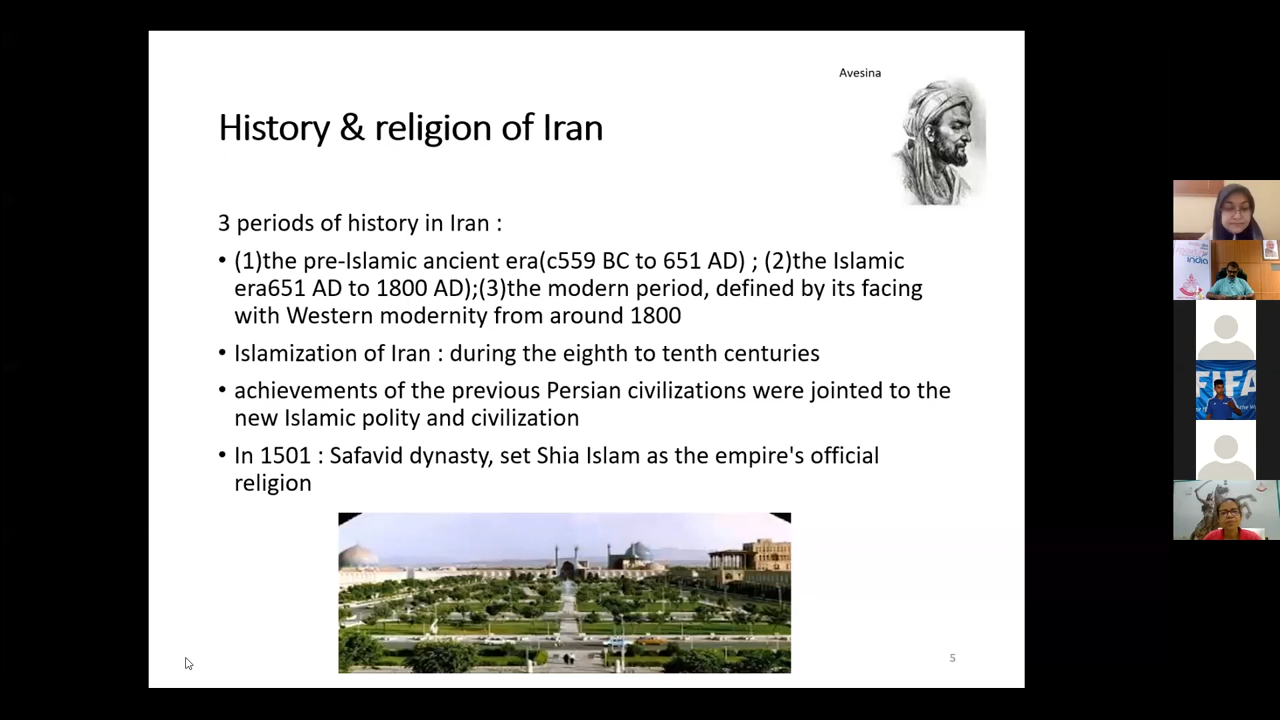 Avesina
History & religion of Iran
3 periods of history in Iran :
• (1)the pre-Islamic ancient era(c559 BC to 651 AD) ; (2)the Islamic
era651 AD to 1800 AD);(3)the modern period, defined by its facing
with Western modernity from around 1800
• Islamization of Iran : during the eighth to tenth centuries
• achievements of the previous Persian civilizations were jointed to the
new Islamic polity and civilization
• In 1501 : Safavid dynasty, set Shia Islam as the empire's official
religion
5
india
FIFA